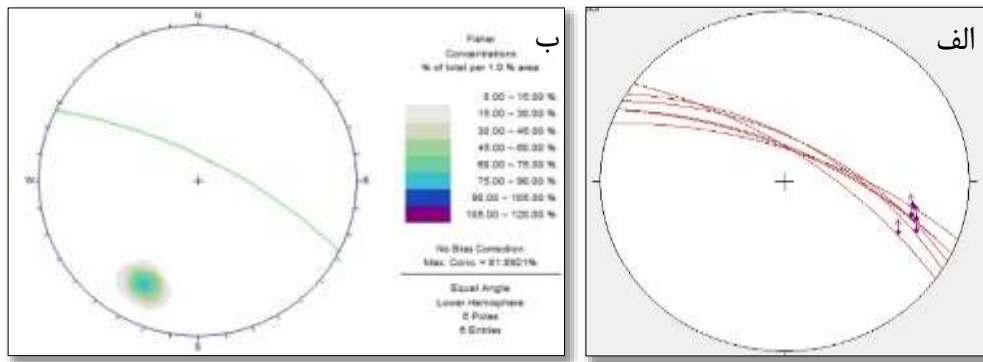 ب
N
W
S
Fisher
Concentrations
% of total per 1.0 % area
0.00 ~ 15.00 %
15.00 ~ 30.00 %
30.00 ~ 45.00 %
45.00 ~ 60.00 %
60.00 ~ 75.00 %
75.00 ~ 90.00 %
90.00 ~ 105.00 %
105.00 ~ 120.00 %
No Bias Correction
Max. Conc. =
Equal Angle
Lower Hemisphere
6 Poles
6 Entries
الف